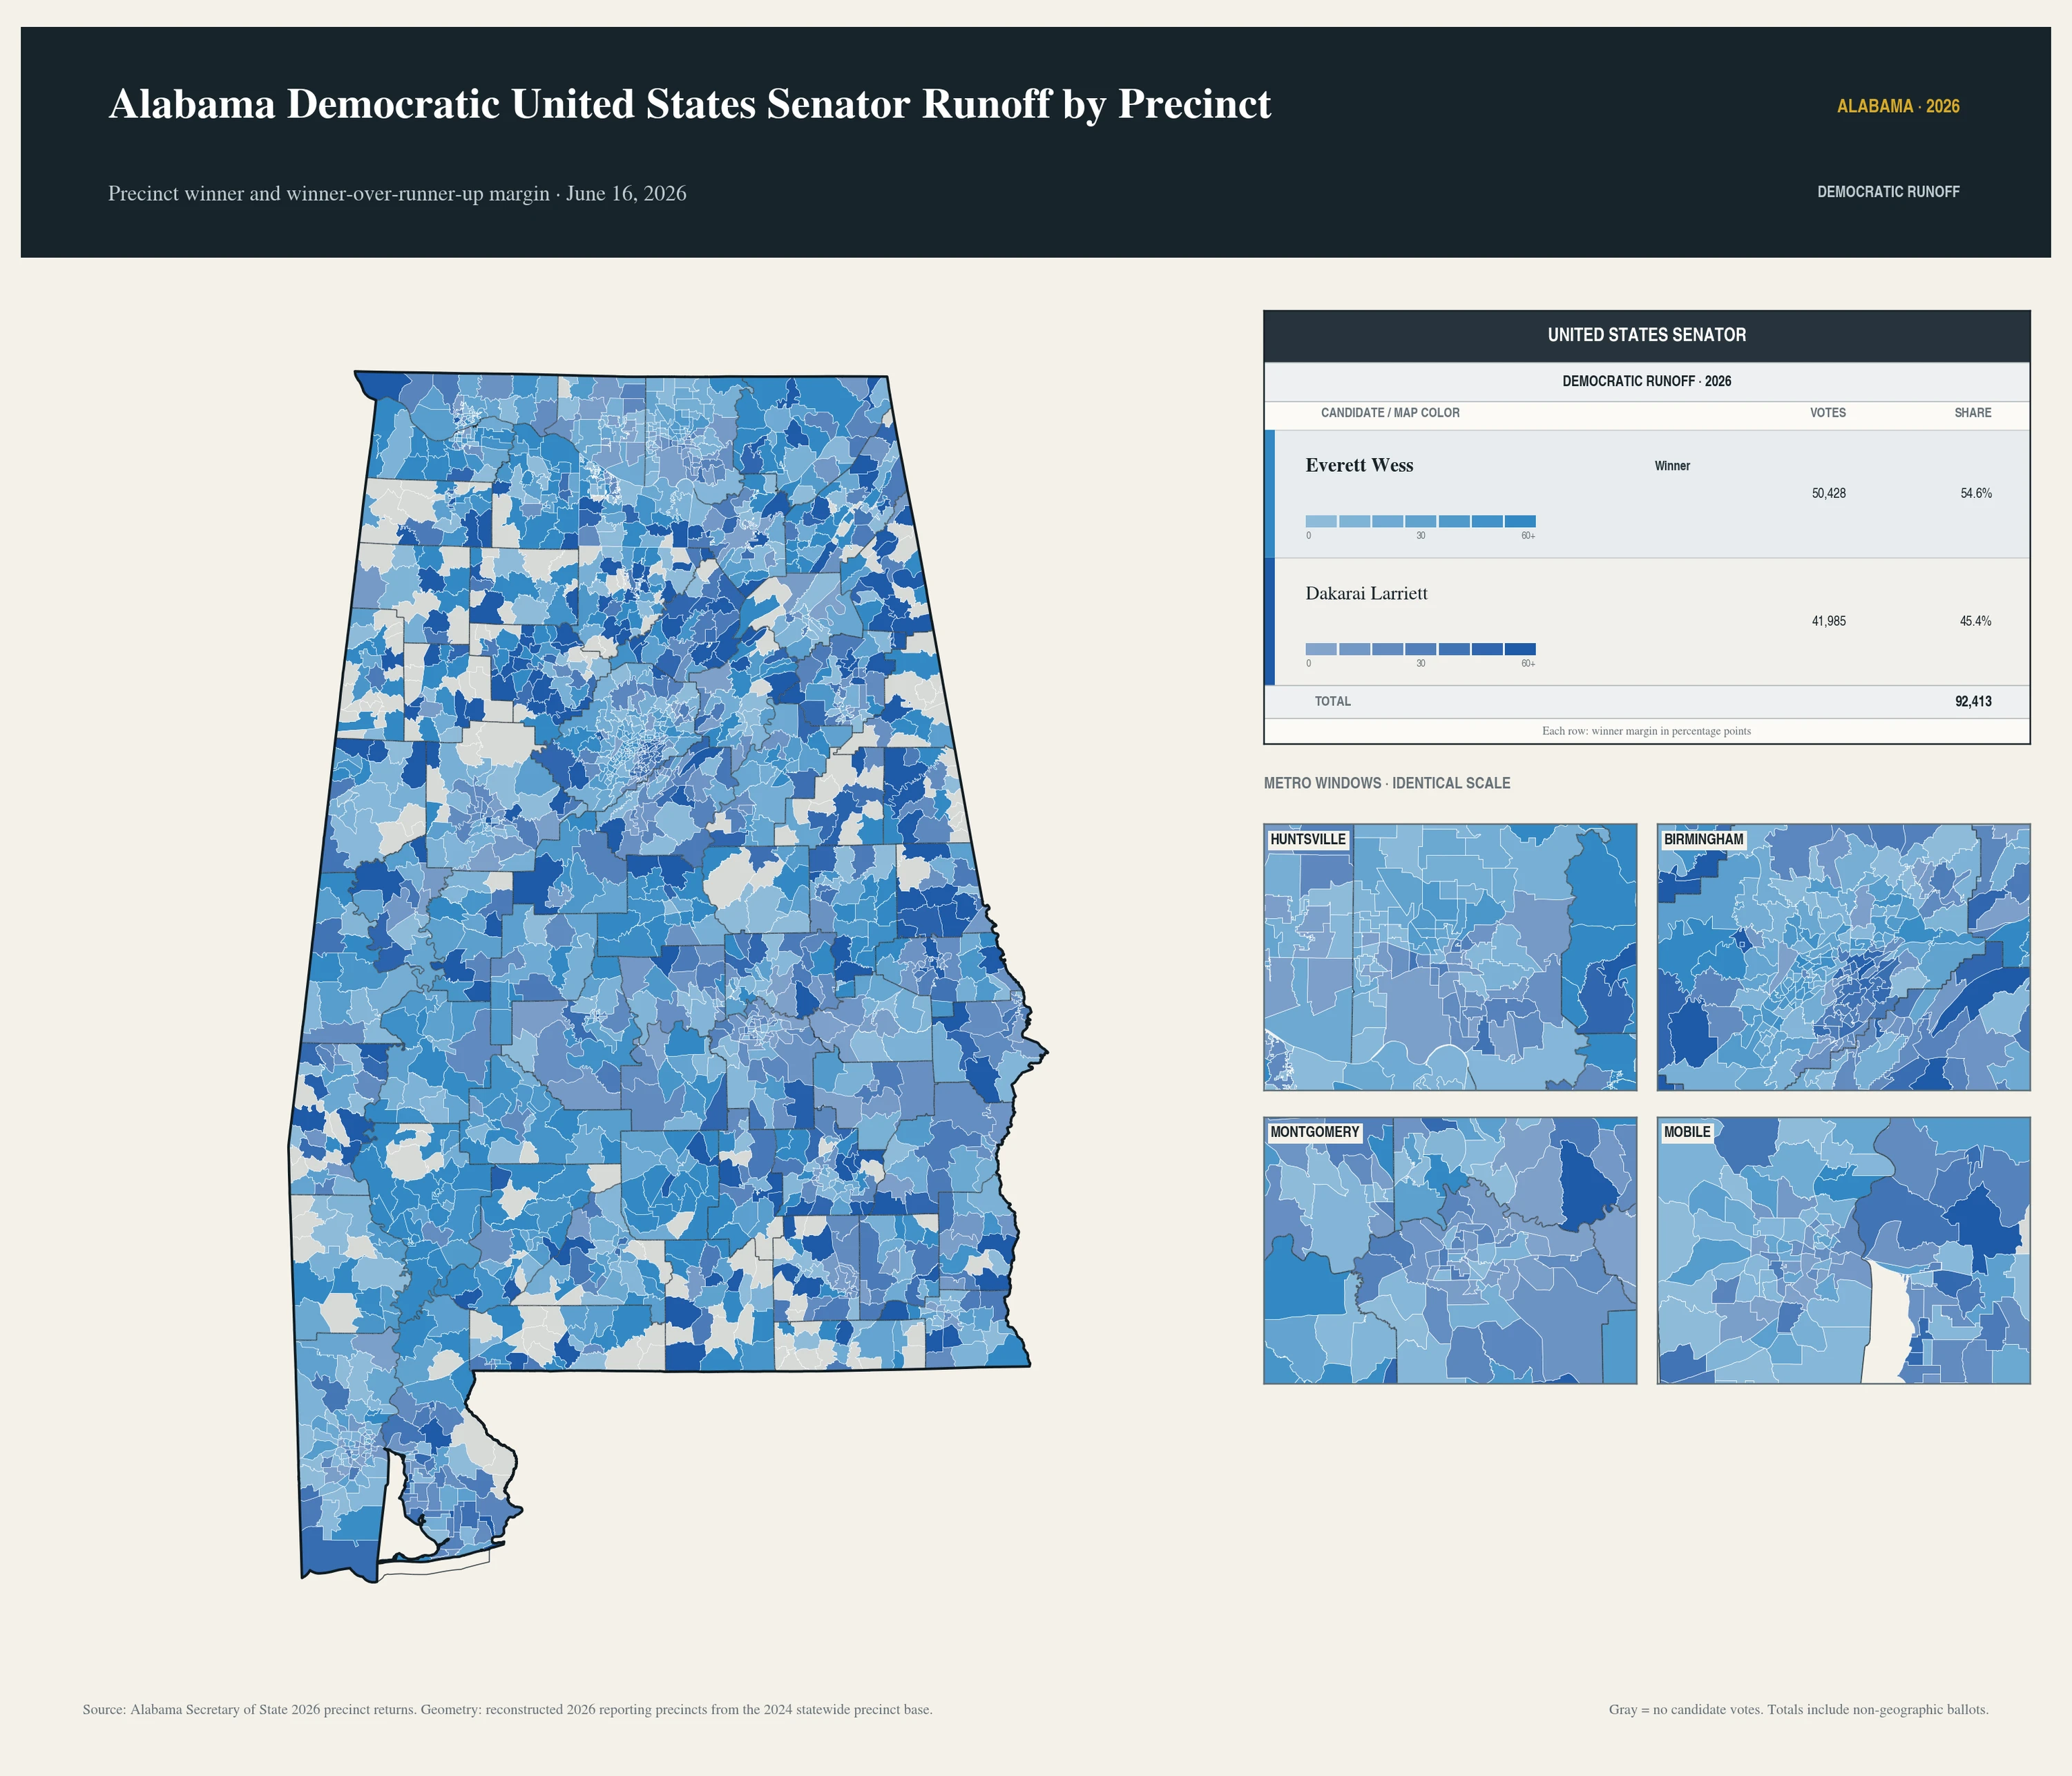 Alabama Democratic United States Senator Runoff by Precinct
ALABAMA · 2026
Precinct winner and winner-over-runner-up margin · June 16, 2026
DEMOCRATIC RUNOFF
UNITED STATES SENATOR
DEMOCRATIC RUNOFF · 2026
CANDIDATE / MAP COLOR VOTES SHARE
Everett Wess Winner
50,428 54.6%
0 30 60+
Dakarai Larriett
41,985 45.4%
0 30 60+
TOTAL 92,413
Each row: winner margin in percentage points
METRO WINDOWS · IDENTICAL SCALE
HUNTSVILLE
BIRMINGHAM
MONTGOMERY
MOBILE
Source: Alabama Secretary of State 2026 precinct returns. Geometry: reconstructed 2026 reporting precincts from the 2024 statewide precinct base.
Gray = no candidate votes. Totals include non-geographic ballots.